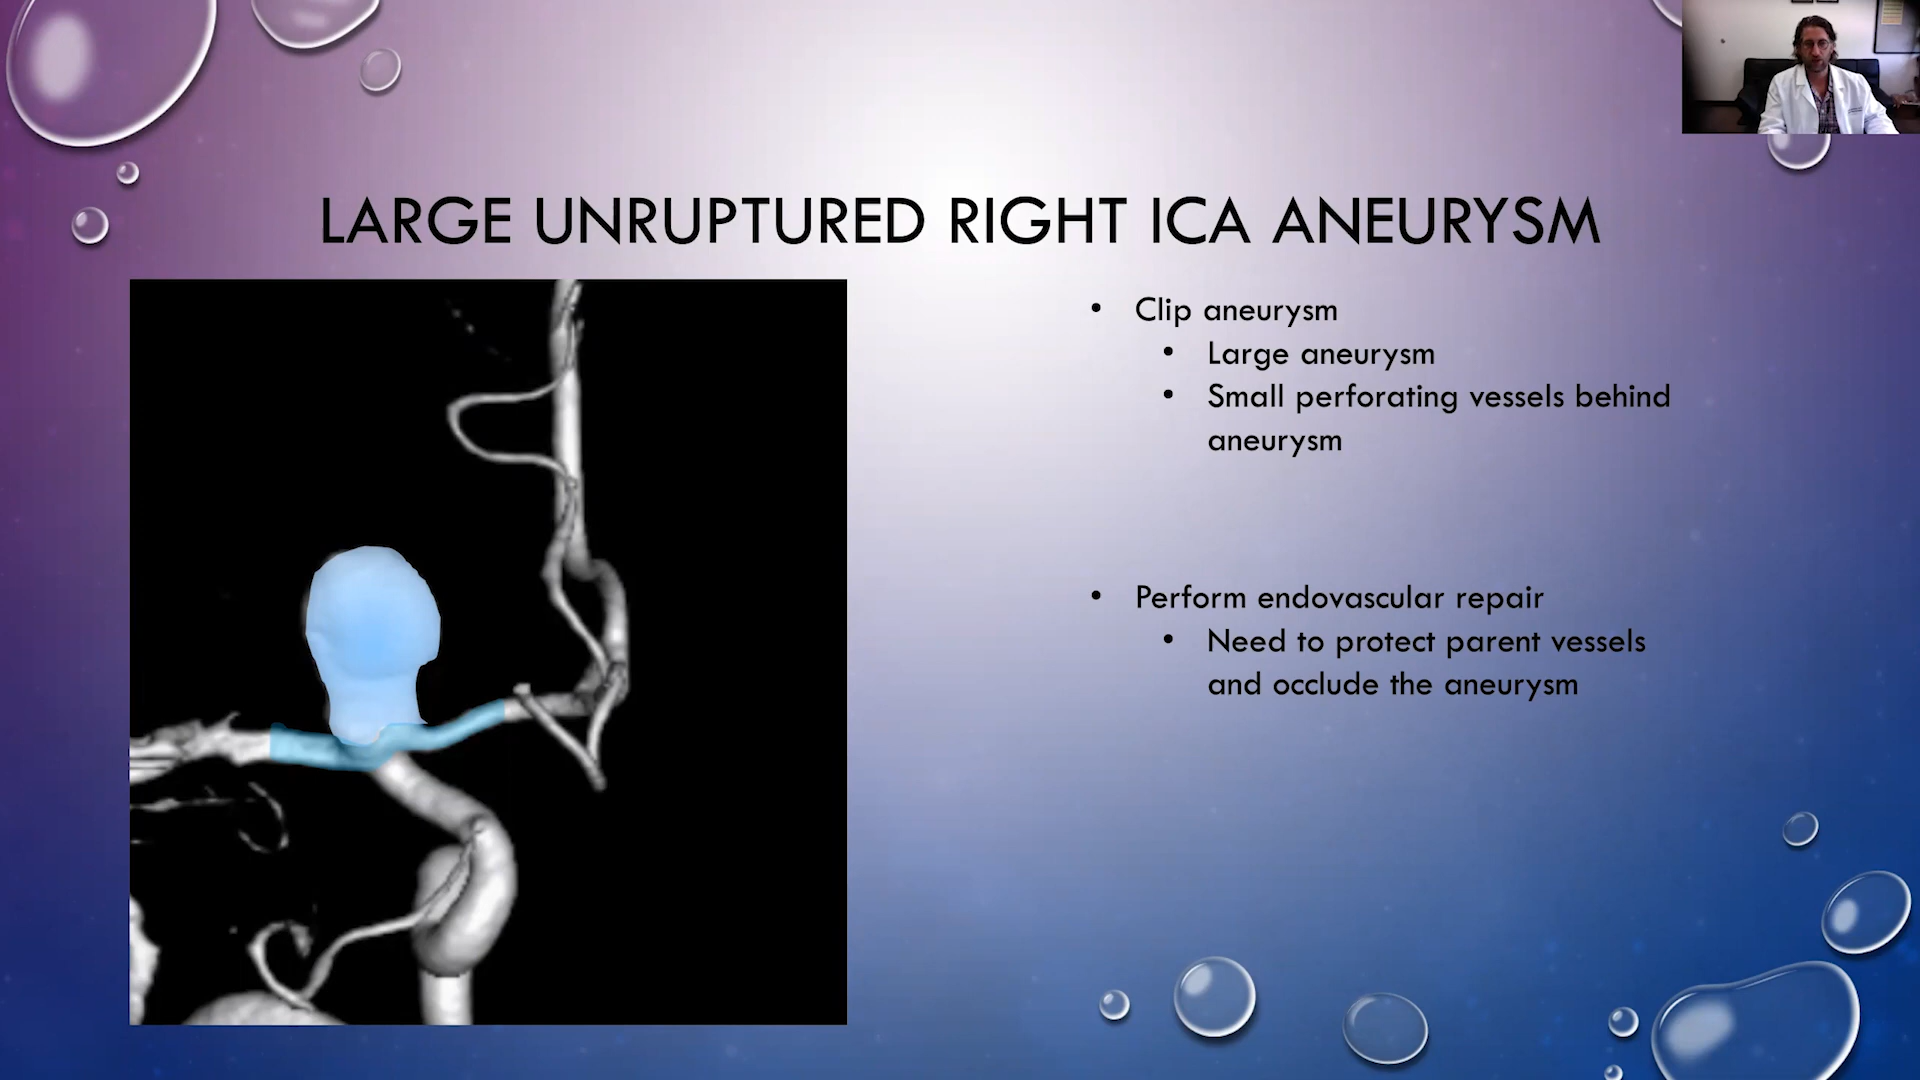 LARGE UNRUPTURED RIGHT ICA ANEURYSM
• Clip aneurysm
• Large aneurysm
• Small perforating vessels behind
aneurysm
• Perform endovascular repair
• Need to protect parent vessels
and occlude the aneurysm